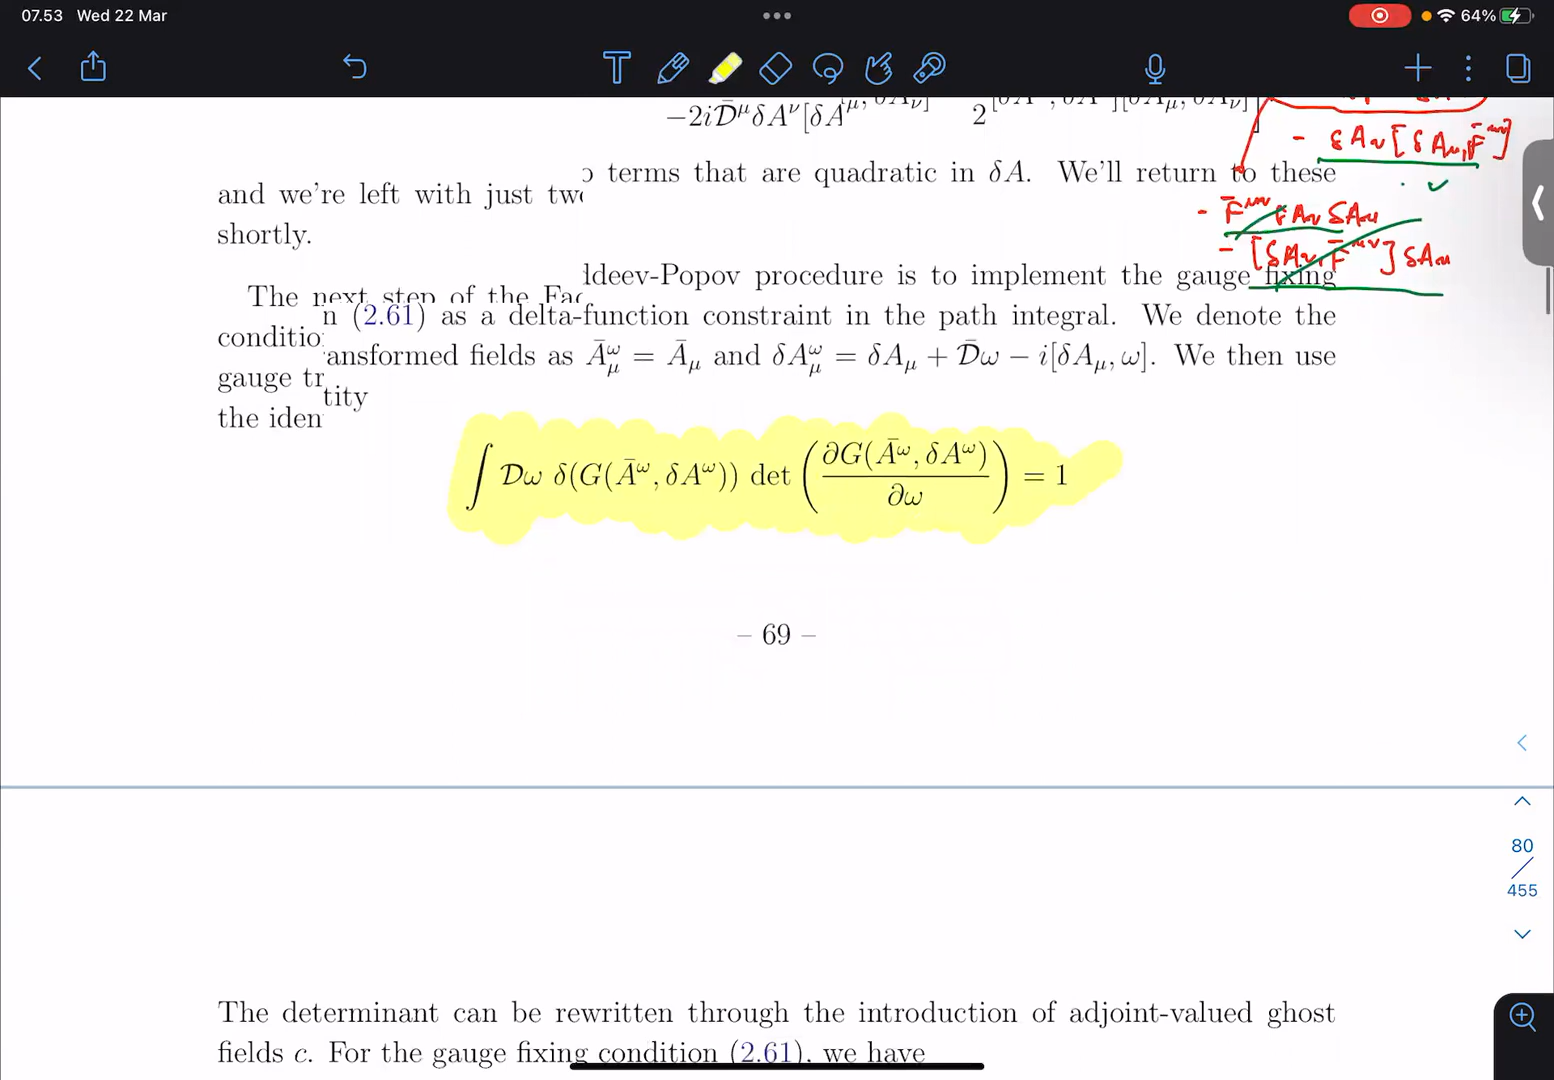 07.53 Wed 22 Mar
64%
−2i𝒟̄^μ δA^ν[δA
2
− δA_ν[δA_μ, F̄^{μν}]
and we're left with just tw
o terms that are quadratic in δA. We'll return to these
shortly.
− F̄^{μν} δA_ν δA_μ
− [δA_ν, F̄^{μν}] δA_μ
The next step of the Fad
ldeev-Popov procedure is to implement the gauge fixing
conditio
n (2.61) as a delta-function constraint in the path integral. We denote the
gauge tr
ansformed fields as Ā^ω_μ = Ā_μ and δA^ω_μ = δA_μ + 𝒟̄ω − i[δA_μ, ω]. We then use
the iden
tity
∫ 𝒟ω δ(G(Ā^ω, δA^ω)) det (∂G(Ā^ω, δA^ω) / ∂ω) = 1
– 69 –
80
455
The determinant can be rewritten through the introduction of adjoint-valued ghost
fields c. For the gauge fixing condition (2.61), we have